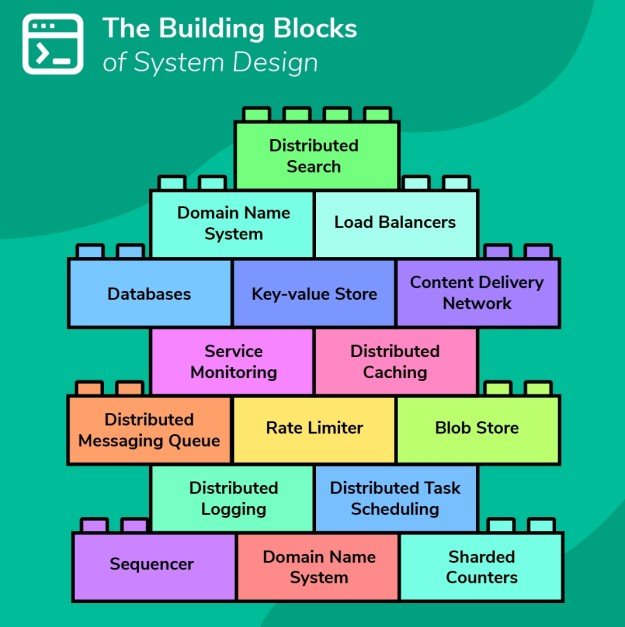 The Building Blocks
of System Design
Distributed
Search
Domain Name
System
Load Balancers
Databases
Key-value Store
Content Delivery
Network
Service
Monitoring
Distributed
Caching
Distributed
Messaging Queue
Rate Limiter
Blob Store
Distributed
Logging
Distributed Task
Scheduling
Sequencer
Domain Name
System
Sharded
Counters